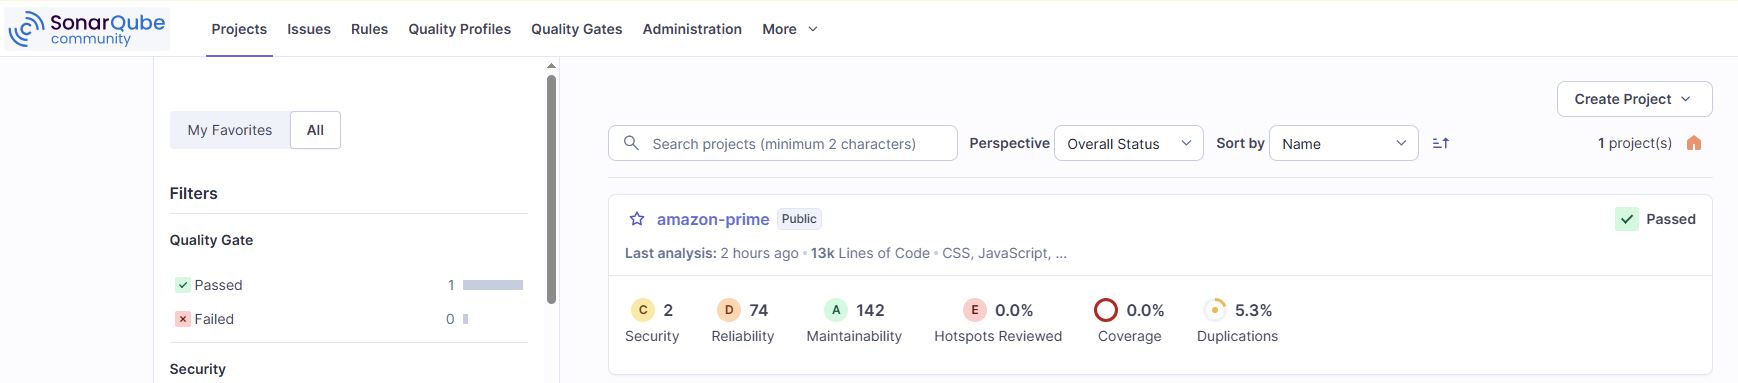 SonarQube
community
Projects Issues Rules Quality Profiles Quality Gates Administration More
My Favorites All
Filters
Quality Gate
Passed 1
Failed 0
Security
Create Project
Search projects (minimum 2 characters) Perspective Overall Status Sort by Name 1 project(s)
amazon-prime Public Passed
Last analysis: 2 hours ago • 13k Lines of Code • CSS, JavaScript, ...
C 2 D 74 A 142 E 0.0% 0.0% 5.3%
Security Reliability Maintainability Hotspots Reviewed Coverage Duplications